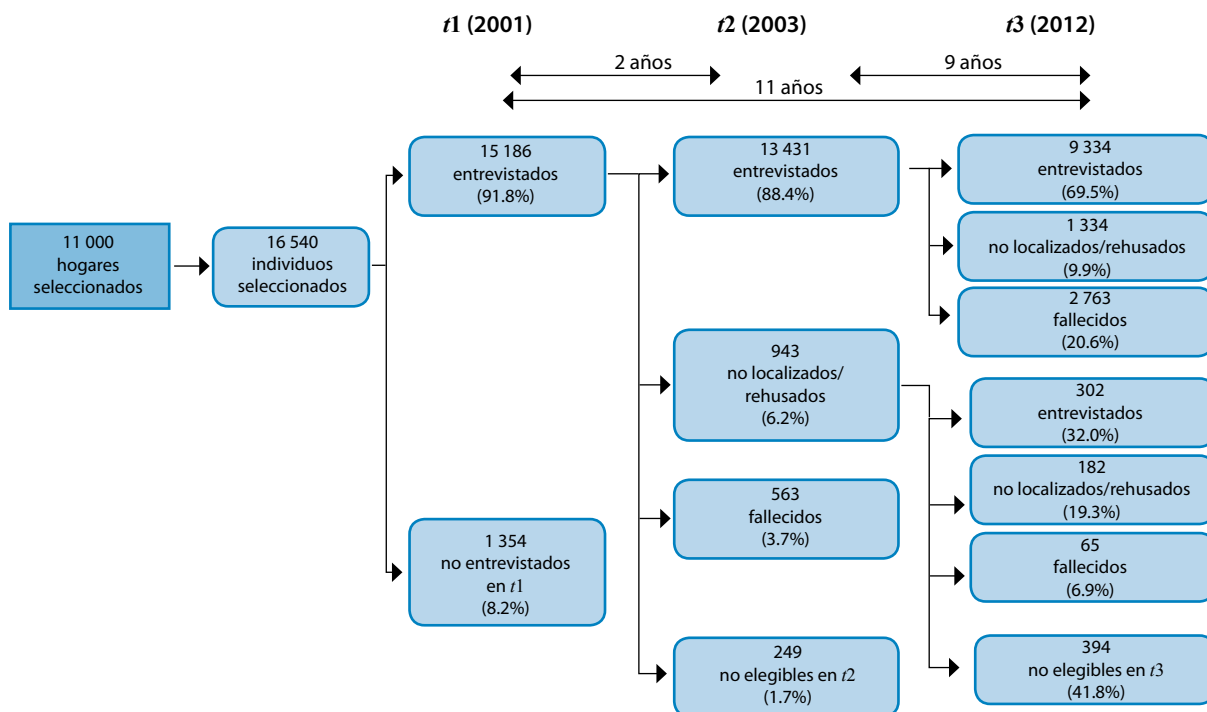 t1 (2001)
t2 (2003)
t3 (2012)
2 años
9 años
11 años
11 000
hogares
seleccionados
16 540
individuos
seleccionados
15 186
entrevistados
(91.8%)
1 354
no entrevistados
en t1
(8.2%)
13 431
entrevistados
(88.4%)
943
no localizados/
rehusados
(6.2%)
563
fallecidos
(3.7%)
249
no elegibles en t2
(1.7%)
9 334
entrevistados
(69.5%)
1 334
no localizados/rehusados
(9.9%)
2 763
fallecidos
(20.6%)
302
entrevistados
(32.0%)
182
no localizados/rehusados
(19.3%)
65
fallecidos
(6.9%)
394
no elegibles en t3
(41.8%)